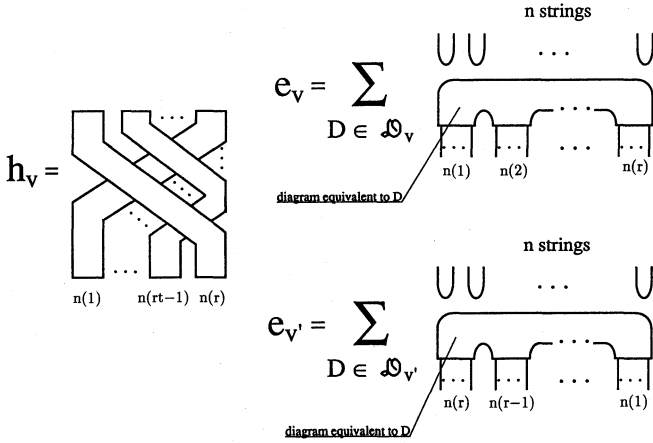 h_v =
n(1) ... n(rt-1) n(r)
n strings
e_v = ∑
D ∈ 𝒟_v
n(1) n(2) ... n(r)
diagram equivalent to D
n strings
e_v' = ∑
D ∈ 𝒟_v'
n(r) n(r-1) ... n(1)
diagram equivalent to D